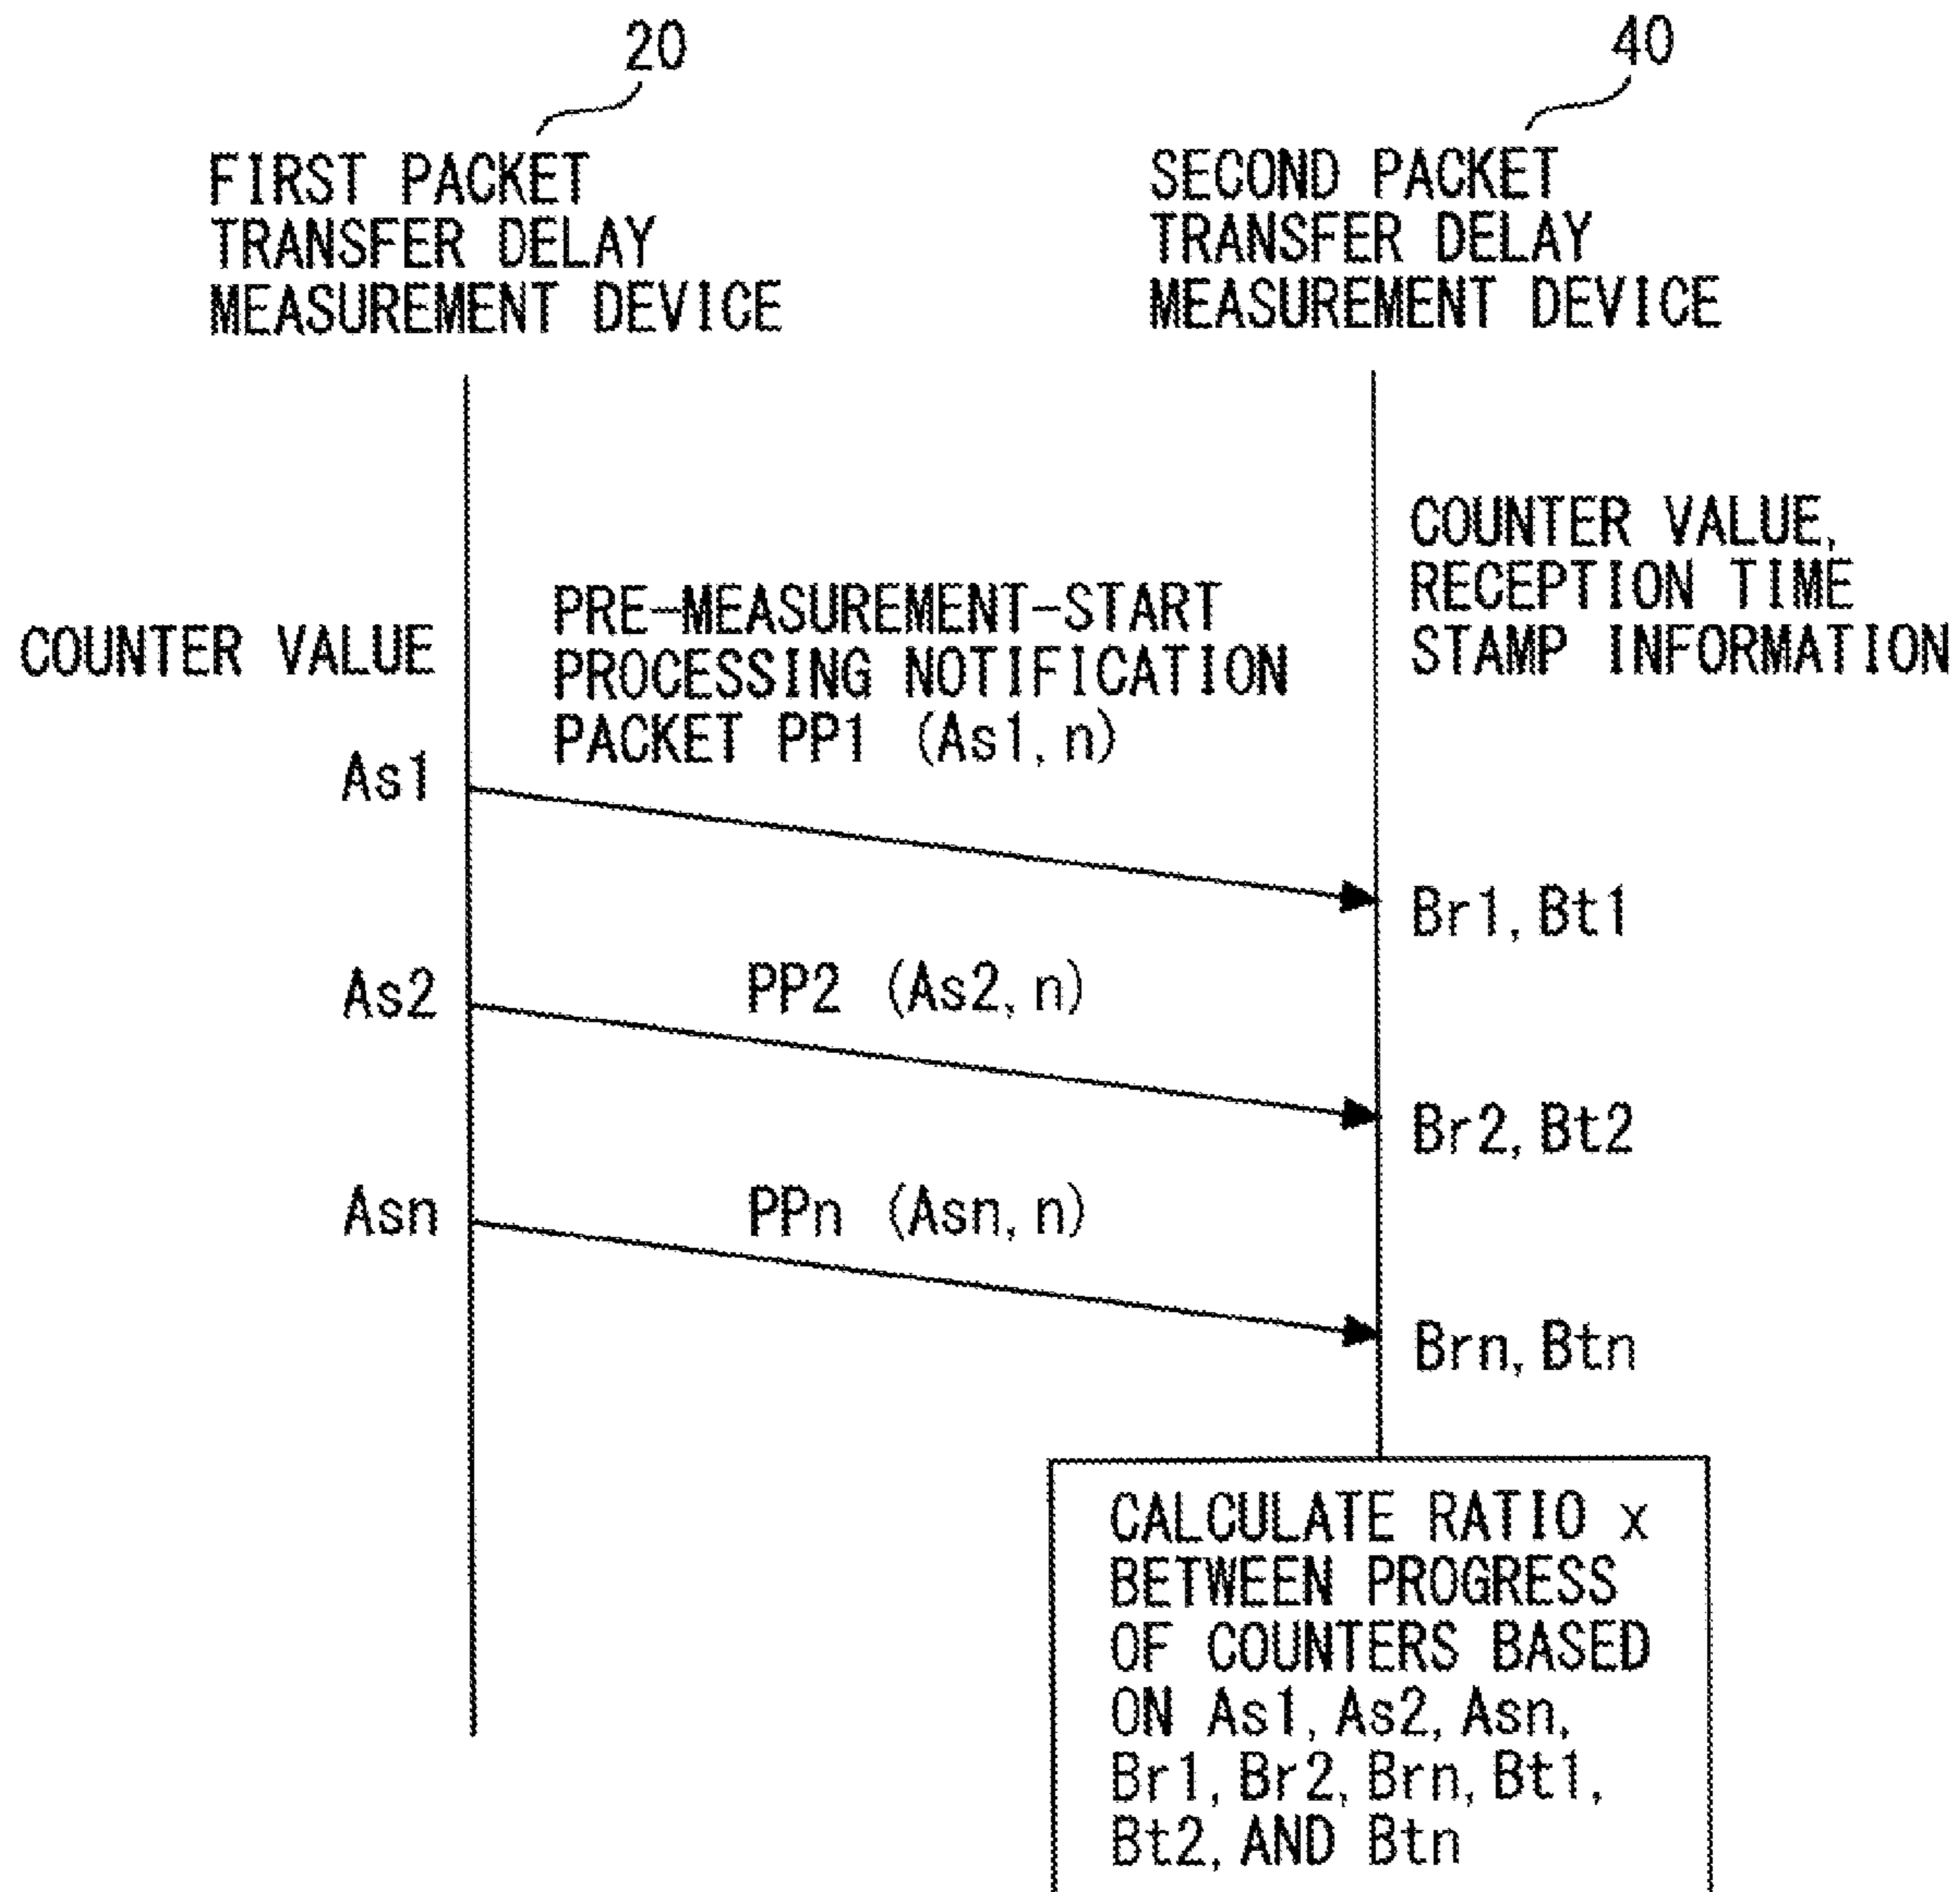 20
40
FIRST PACKET
TRANSFER DELAY
MEASUREMENT DEVICE
SECOND PACKET
TRANSFER DELAY
MEASUREMENT DEVICE
COUNTER VALUE,
RECEPTION TIME
STAMP INFORMATION
COUNTER VALUE
PRE-MEASUREMENT-START
PROCESSING NOTIFICATION
PACKET PP1 (As1, n)
As1
Br1, Bt1
As2
PP2 (As2, n)
Br2, Bt2
Asn
PPn (Asn, n)
Brn, Btn
CALCULATE RATIO x
BETWEEN PROGRESS
OF COUNTERS BASED
ON As1, As2, Asn,
Br1, Br2, Brn, Bt1,
Bt2, AND Btn